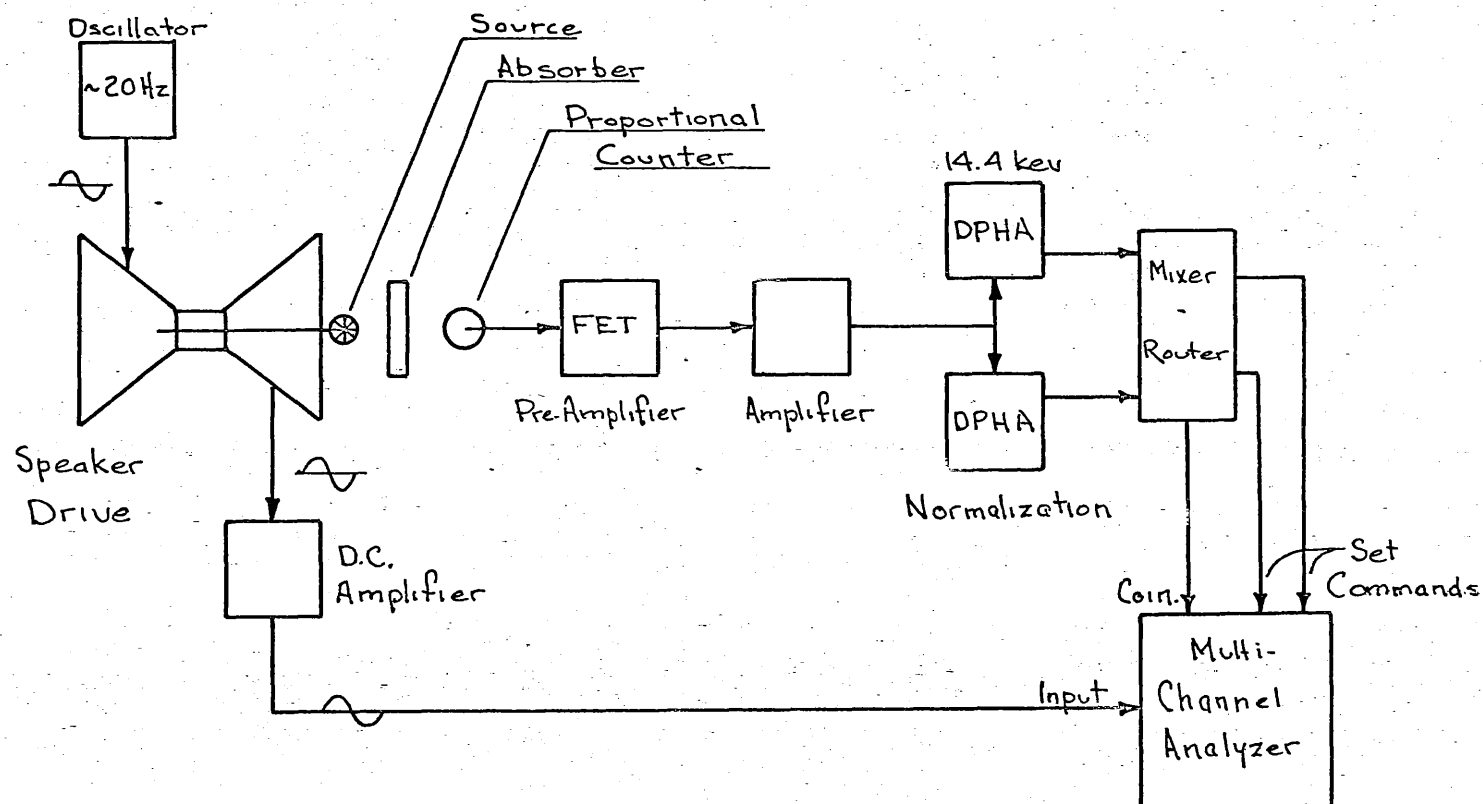 Oscillator
~20Hz
Source
Absorber
Proportional
Counter
14.4 kev
DPHA
Mixer
-
Router
FET
Pre-Amplifier
Amplifier
DPHA
Normalization
Speaker
Drive
D.C.
Amplifier
Coin.
Set
Commands
Input
Multi-
Channel
Analyzer